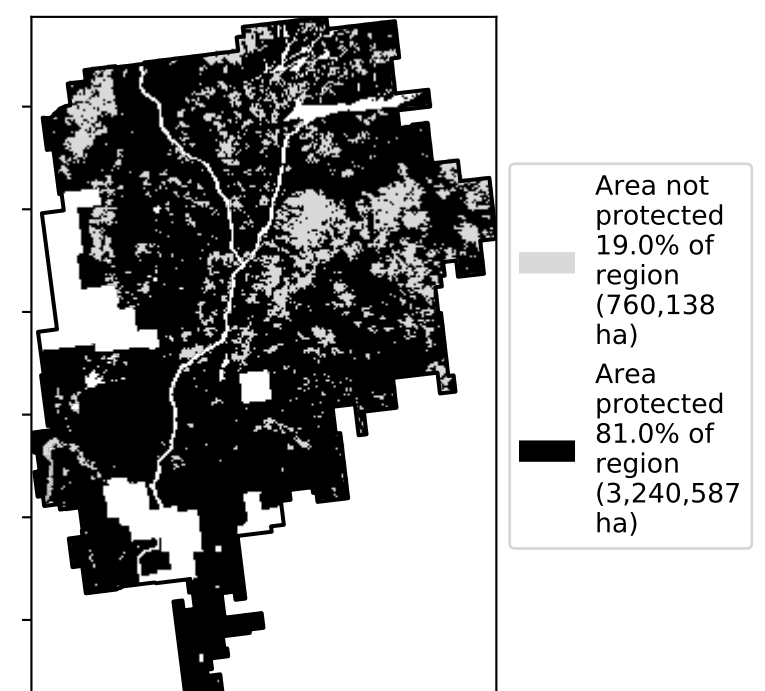 Area not
protected
19.0% of
region
(760,138
ha)
Area
protected
81.0% of
region
(3,240,587
ha)